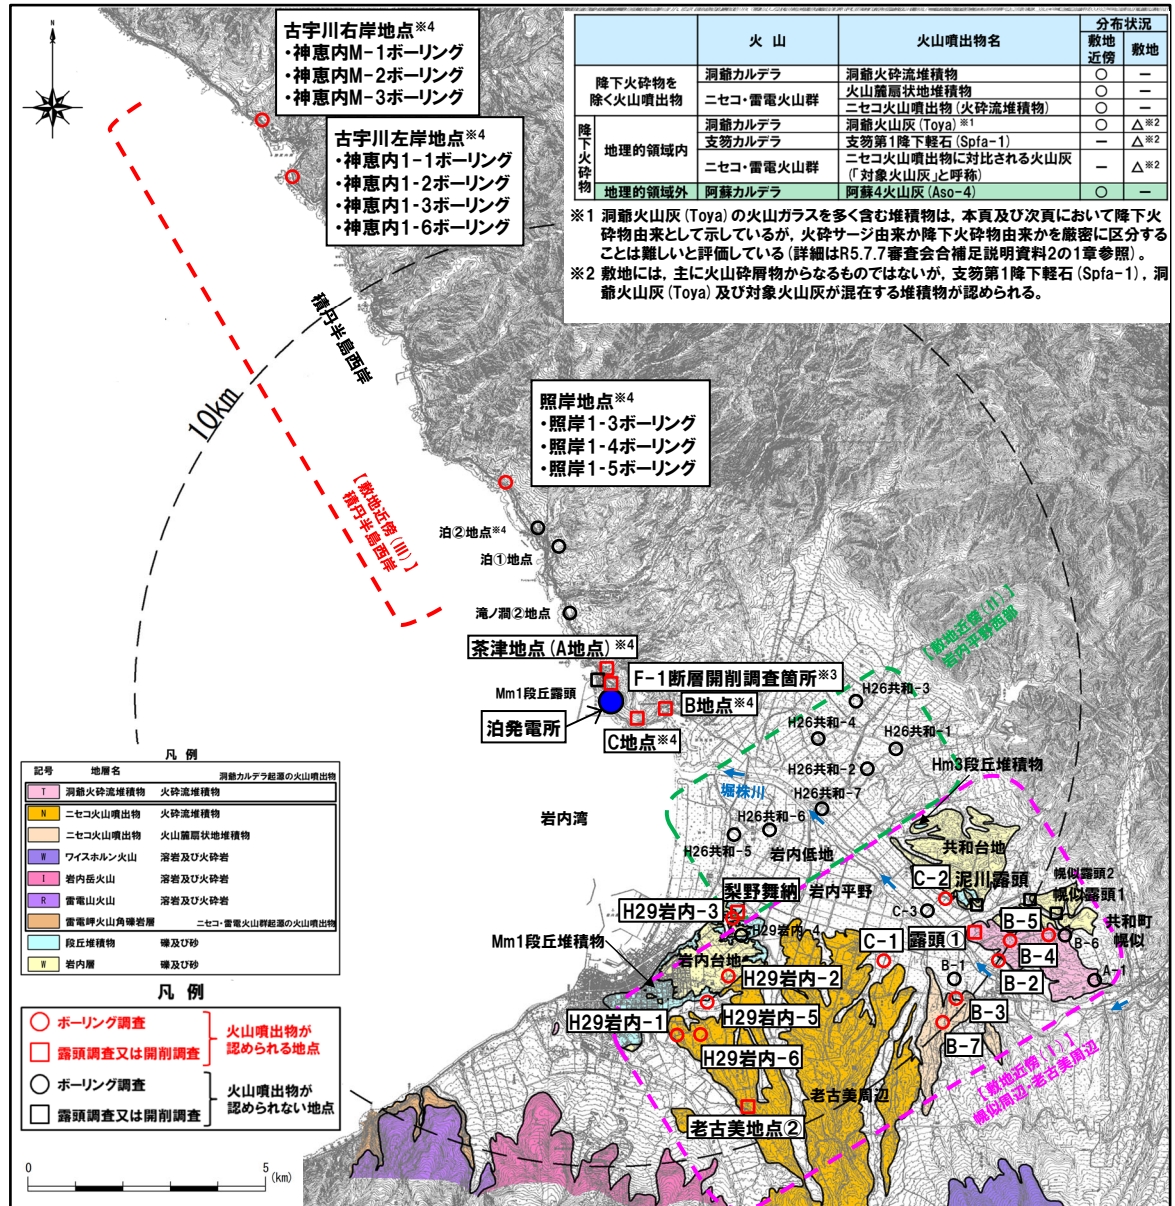 古宇川右岸地点※4
・神恵内M-1ボーリング
・神恵内M-2ボーリング
・神恵内M-3ボーリング
古宇川左岸地点※4
・神恵内1-1ボーリング
・神恵内1-2ボーリング
・神恵内1-3ボーリング
・神恵内1-6ボーリング
火山 火山噴出物名 分布状況
敷地近傍 敷地
降下火砕物を除く火山噴出物 洞爺カルデラ 洞爺火砕流堆積物 ○ －
ニセコ・雷電火山群 火山麓扇状地堆積物 ○ －
ニセコ火山噴出物(火砕流堆積物) ○ －
降下火砕物 地理的領域内 洞爺カルデラ 洞爺火山灰(Toya)※1 ○ △※2
支笏カルデラ 支笏第1降下軽石(Spfa-1) － △※2
ニセコ・雷電火山群 ニセコ火山噴出物に対比される火山灰(「対象火山灰」と呼称) － △※2
地理的領域外 阿蘇カルデラ 阿蘇4火山灰(Aso-4) ○ －
※1 洞爺火山灰(Toya)の火山ガラスを多く含む堆積物は，本頁及び次頁において降下火
砕物由来として示しているが，火砕サージ由来か降下火砕物由来かを厳密に区分する
ことは難しいと評価している(詳細はR5.7.7審査会合補足説明資料2の1章参照)。
※2 敷地には，主に火山砕屑物からなるものではないが，支笏第1降下軽石(Spfa-1)，洞
爺火山灰(Toya)及び対象火山灰が混在する堆積物が認められる。
積丹半島西岸
10km
【敷地近傍(Ⅲ)】
積丹半島西岸
照岸地点※4
・照岸1-3ボーリング
・照岸1-4ボーリング
・照岸1-5ボーリング
泊②地点※4
泊①地点
滝ノ澗②地点
【敷地近傍(Ⅱ)】
岩内平野西部
茶津地点(A地点)※4
F-1断層開削調査箇所※3
Mm1段丘露頭
泊発電所
B地点※4
C地点※4
H26共和-3
H26共和-4
H26共和-1
H26共和-2
Hm3段丘堆積物
堀株川
H26共和-7
H26共和-6
H26共和-5
岩内湾
岩内低地
共和台地
岩内平野
C-2
泥川露頭
幌似露頭2
幌似露頭1
梨野舞納
H29岩内-3
H29岩内-4
C-3
B-5
共和町
幌似
Mm1段丘堆積物
C-1
露頭①
B-4
B-6
岩内台地
H29岩内-2
B-1
B-2
A-1
H29岩内-1
H29岩内-5
B-3
H29岩内-6
B-7
老古美周辺
【敷地近傍(Ⅰ)】
幌似周辺・老古美周辺
老古美地点②
凡例
記号 地層名 洞爺カルデラ起源の火山噴出物
T 洞爺火砕流堆積物 火砕流堆積物
N ニセコ火山噴出物 火砕流堆積物
ニセコ火山噴出物 火山麓扇状地堆積物
W ワイスホルン火山 溶岩及び火砕岩
I 岩内岳火山 溶岩及び火砕岩
R 雷電山火山 溶岩及び火砕岩
雷電岬火山角礫岩層 ニセコ・雷電火山群起源の火山噴出物
段丘堆積物 礫及び砂
W 岩内層 礫及び砂
凡例
ボーリング調査
露頭調査又は開削調査
火山噴出物が
認められる地点
ボーリング調査
露頭調査又は開削調査
火山噴出物が
認められない地点
0 5
(km)